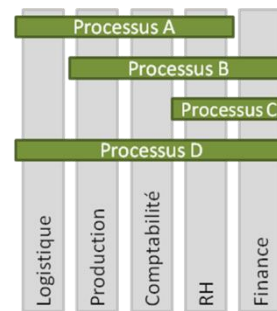 Processus A
Processus B
Processus C
Processus D
Logistique
Production
Comptabilité
RH
Finance